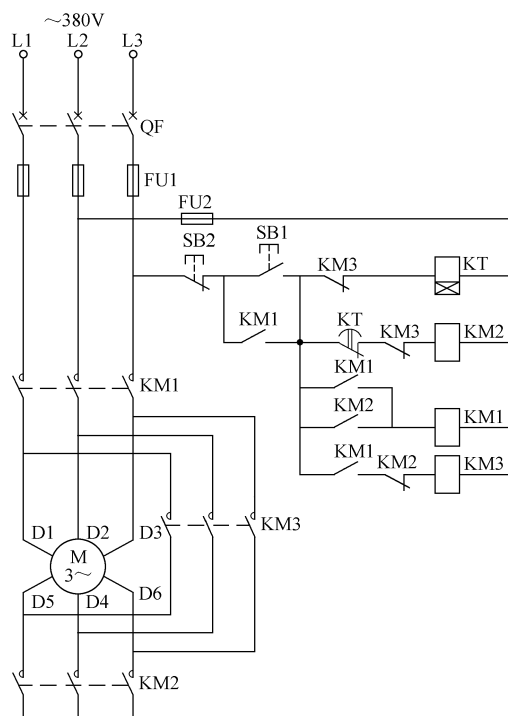 ～380V
L1 L2 L3
QF
FU1
FU2
SB2 SB1
KM3 KT
KM1 KT KM3 KM2
KM1
KM1
KM2 KM1
KM1 KM2 KM3
D1 D2 D3 KM3
M
3～
D5 D4 D6
KM2